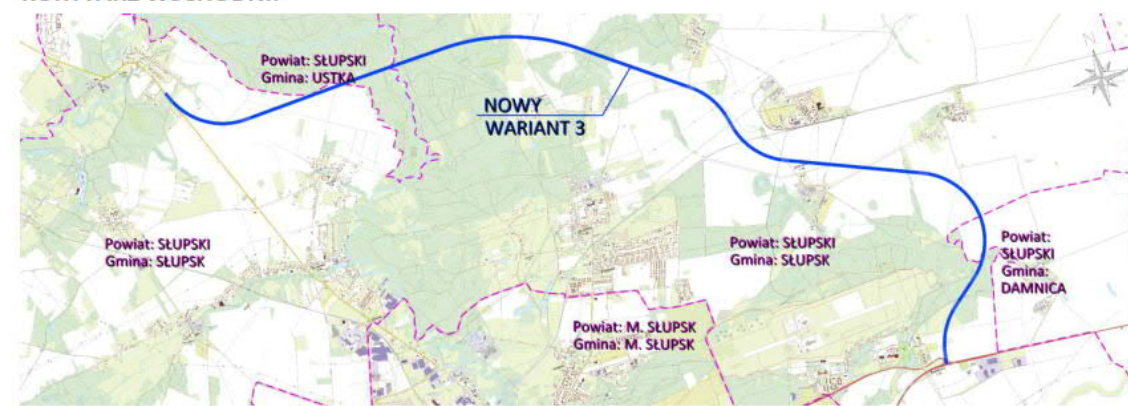 Powiat: SŁUPSKI
Gmina: USTKA
NOWY
WARIANT 3
Powiat: SŁUPSKI
Gmina: SŁUPSK
Powiat: SŁUPSKI
Gmina: SŁUPSK
Powiat:
SŁUPSKI
Gmina:
DAMNICA
Powiat: M. SŁUPSK
Gmina: M. SŁUPSK
N